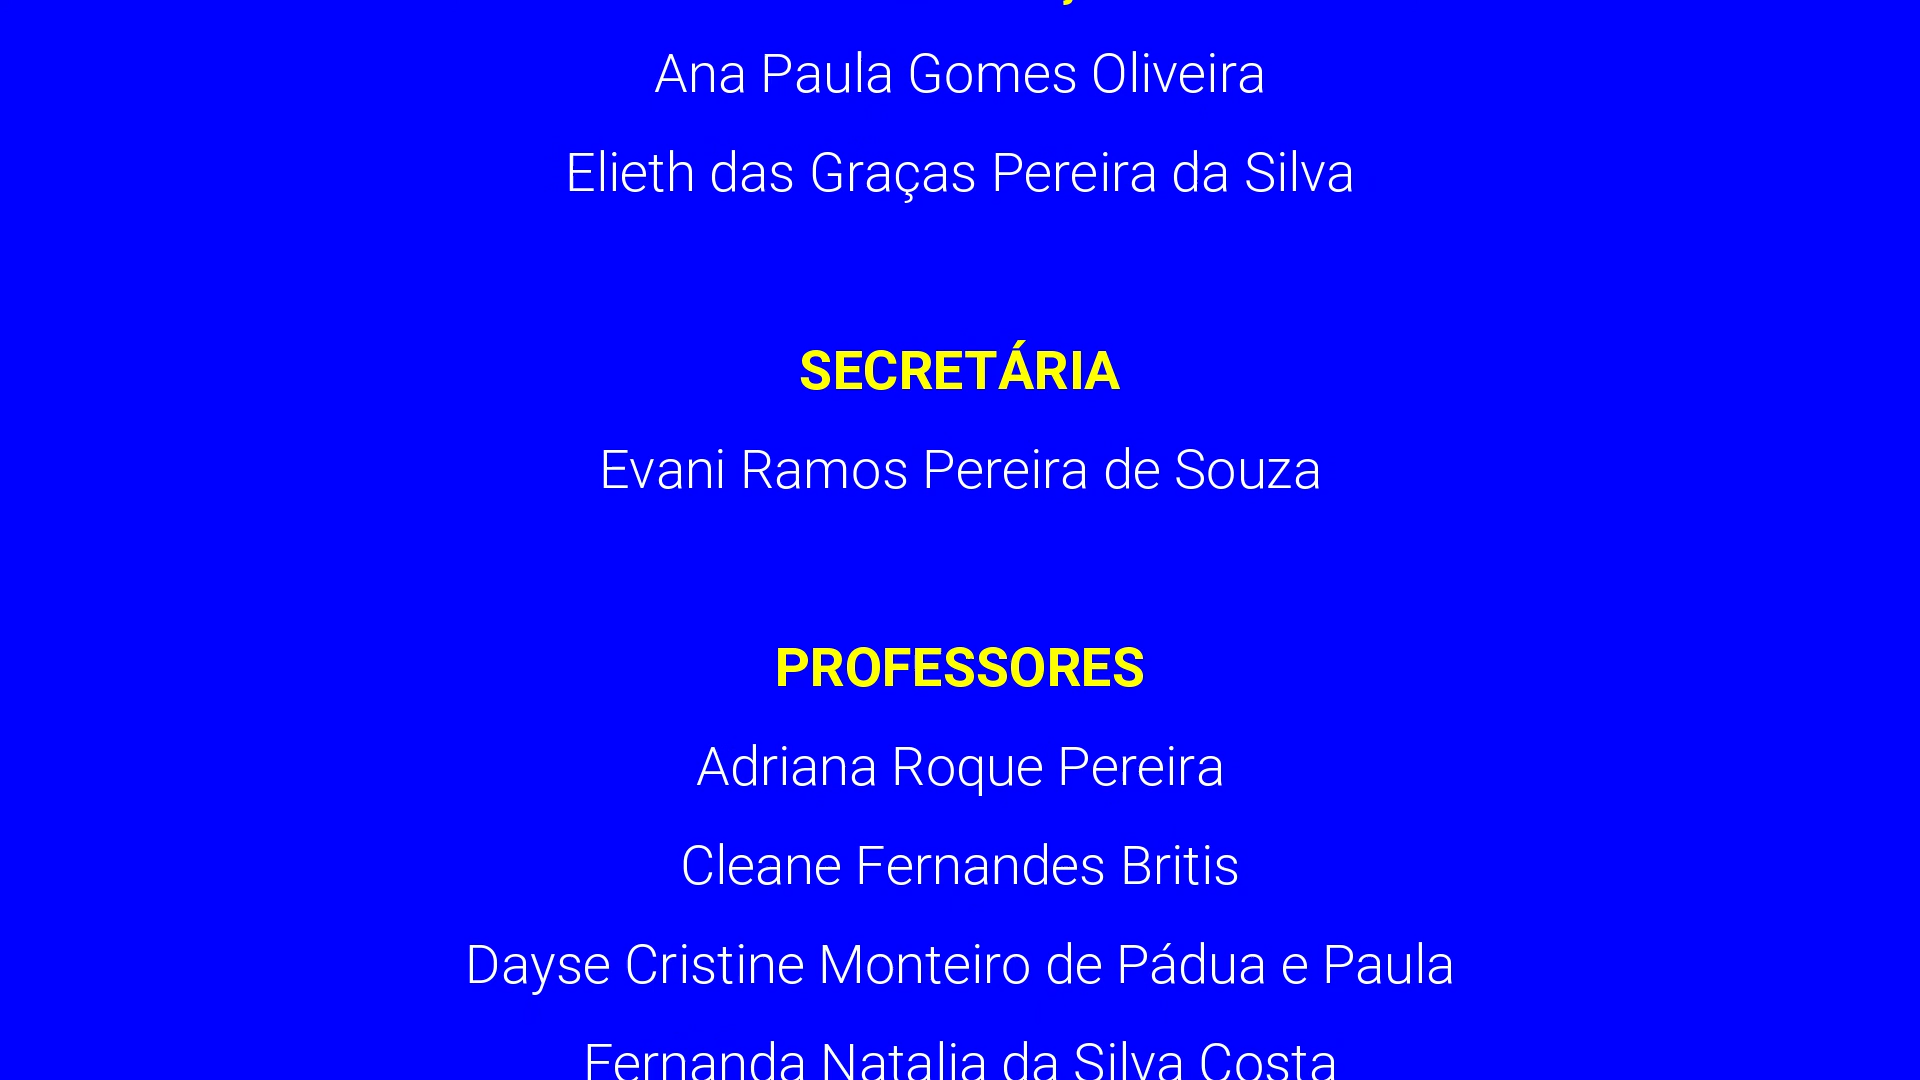 Ana Paula Gomes Oliveira
Elieth das Graças Pereira da Silva
SECRETÁRIA
Evani Ramos Pereira de Souza
PROFESSORES
Adriana Roque Pereira
Cleane Fernandes Britis
Dayse Cristine Monteiro de Pádua e Paula
Fernanda Natalia da Silva Costa